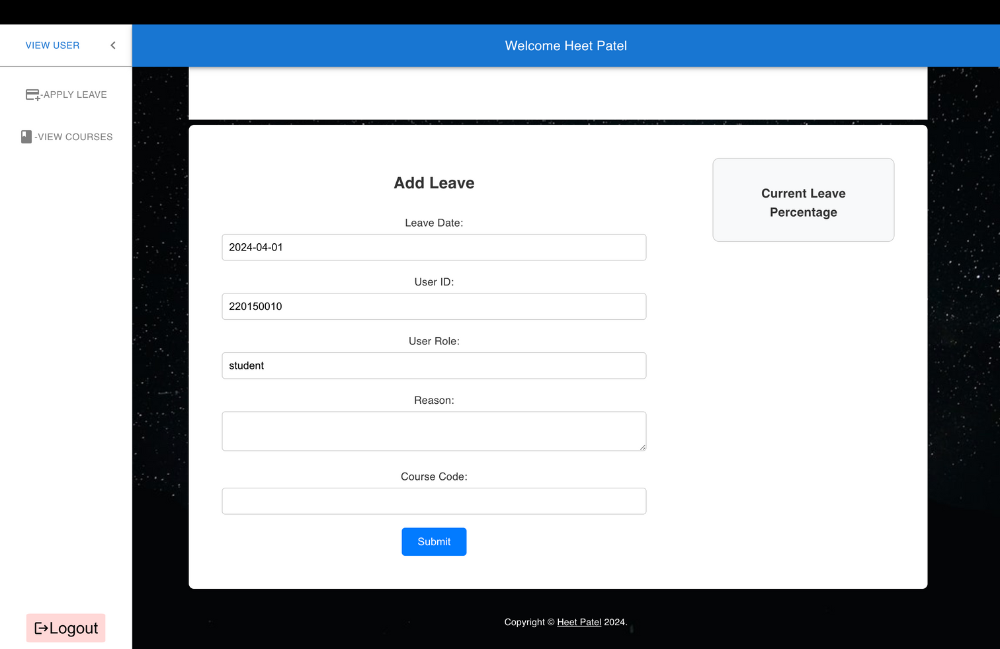 VIEW USER
Welcome Heet Patel
-APPLY LEAVE
-VIEW COURSES
Add Leave
Leave Date:
2024-04-01
User ID:
220150010
User Role:
student
Reason:
Course Code:
Submit
Current Leave
Percentage
Logout
Copyright © Heet Patel 2024.